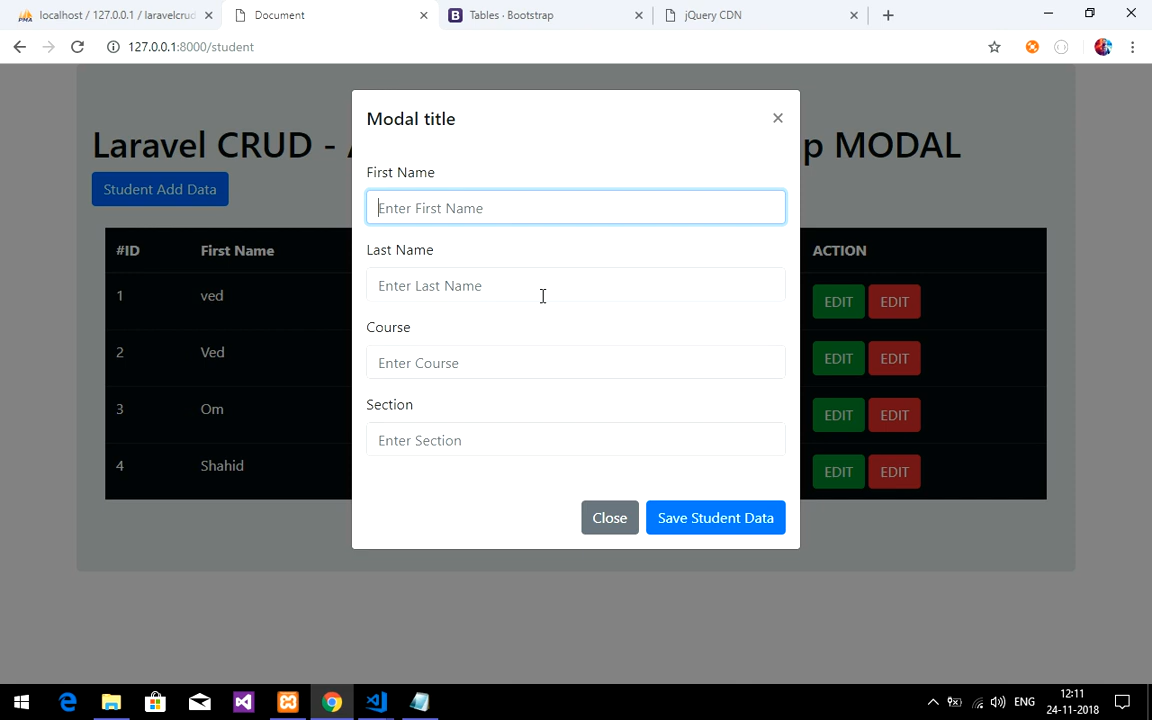 localhost / 127.0.0.1 / laravelcrud
Document
Tables · Bootstrap
jQuery CDN
127.0.0.1:8000/student
Laravel CRUD -
p MODAL
Student Add Data
#ID First Name ACTION
1 ved EDIT EDIT
2 Ved EDIT EDIT
3 Om EDIT EDIT
4 Shahid EDIT EDIT
Modal title
×
First Name
Enter First Name
Last Name
Enter Last Name
Course
Enter Course
Section
Enter Section
Close Save Student Data
ENG
12:11
24-11-2018